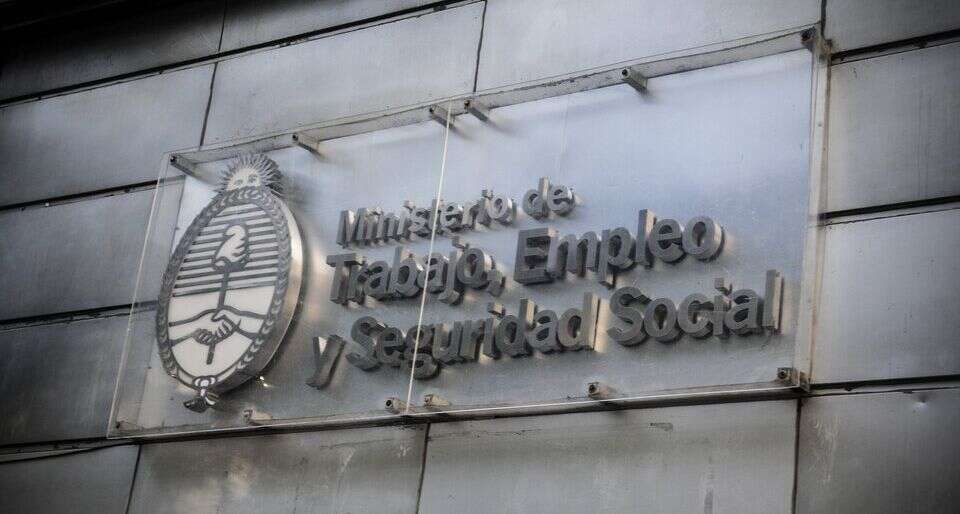 Ministerio de
Trabajo, Empleo
y Seguridad Social